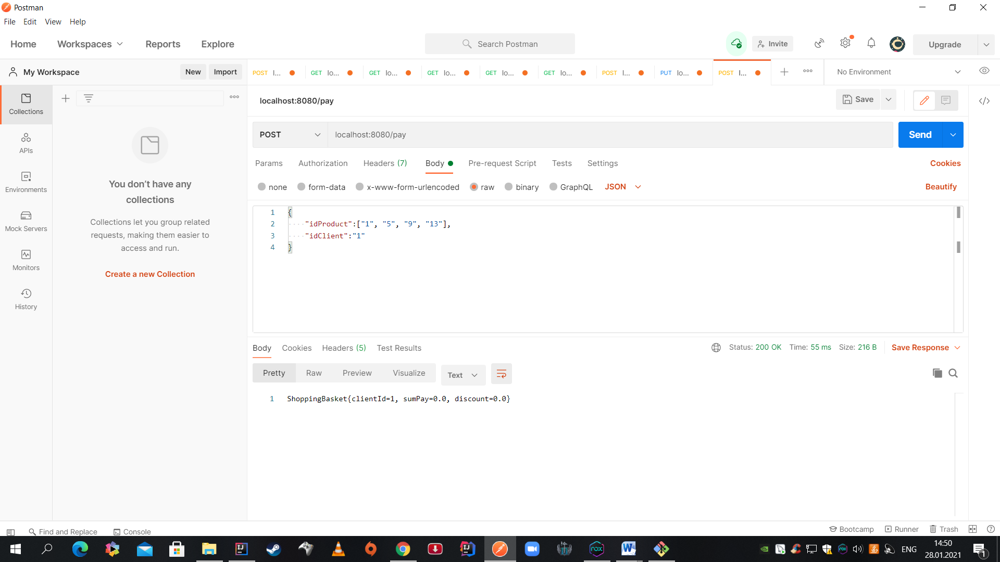 Postman
File Edit View Help
Home Workspaces Reports Explore Search Postman Invite Upgrade
My Workspace New Import POST l... GET lo... GET lo... GET lo... GET lo... GET lo... POST l... PUT lo... POST l... No Environment
Collections
APIs
Environments
Mock Servers
Monitors
History
You don’t have any
collections
Collections let you group related
requests, making them easier to
access and run.
Create a new Collection
localhost:8080/pay Save
POST localhost:8080/pay Send
Params Authorization Headers (7) Body Pre-request Script Tests Settings Cookies
none form-data x-www-form-urlencoded raw binary GraphQL JSON Beautify
1 {
2 "idProduct":["1", "5", "9", "13"],
3 "idClient":"1"
4 }
Body Cookies Headers (5) Test Results Status: 200 OK Time: 55 ms Size: 216 B Save Response
Pretty Raw Preview Visualize Text
1 ShoppingBasket{clientId=1, sumPay=0.0, discount=0.0}
Find and Replace Console Bootcamp Runner Trash
ENG 14:50
28.01.2021 1